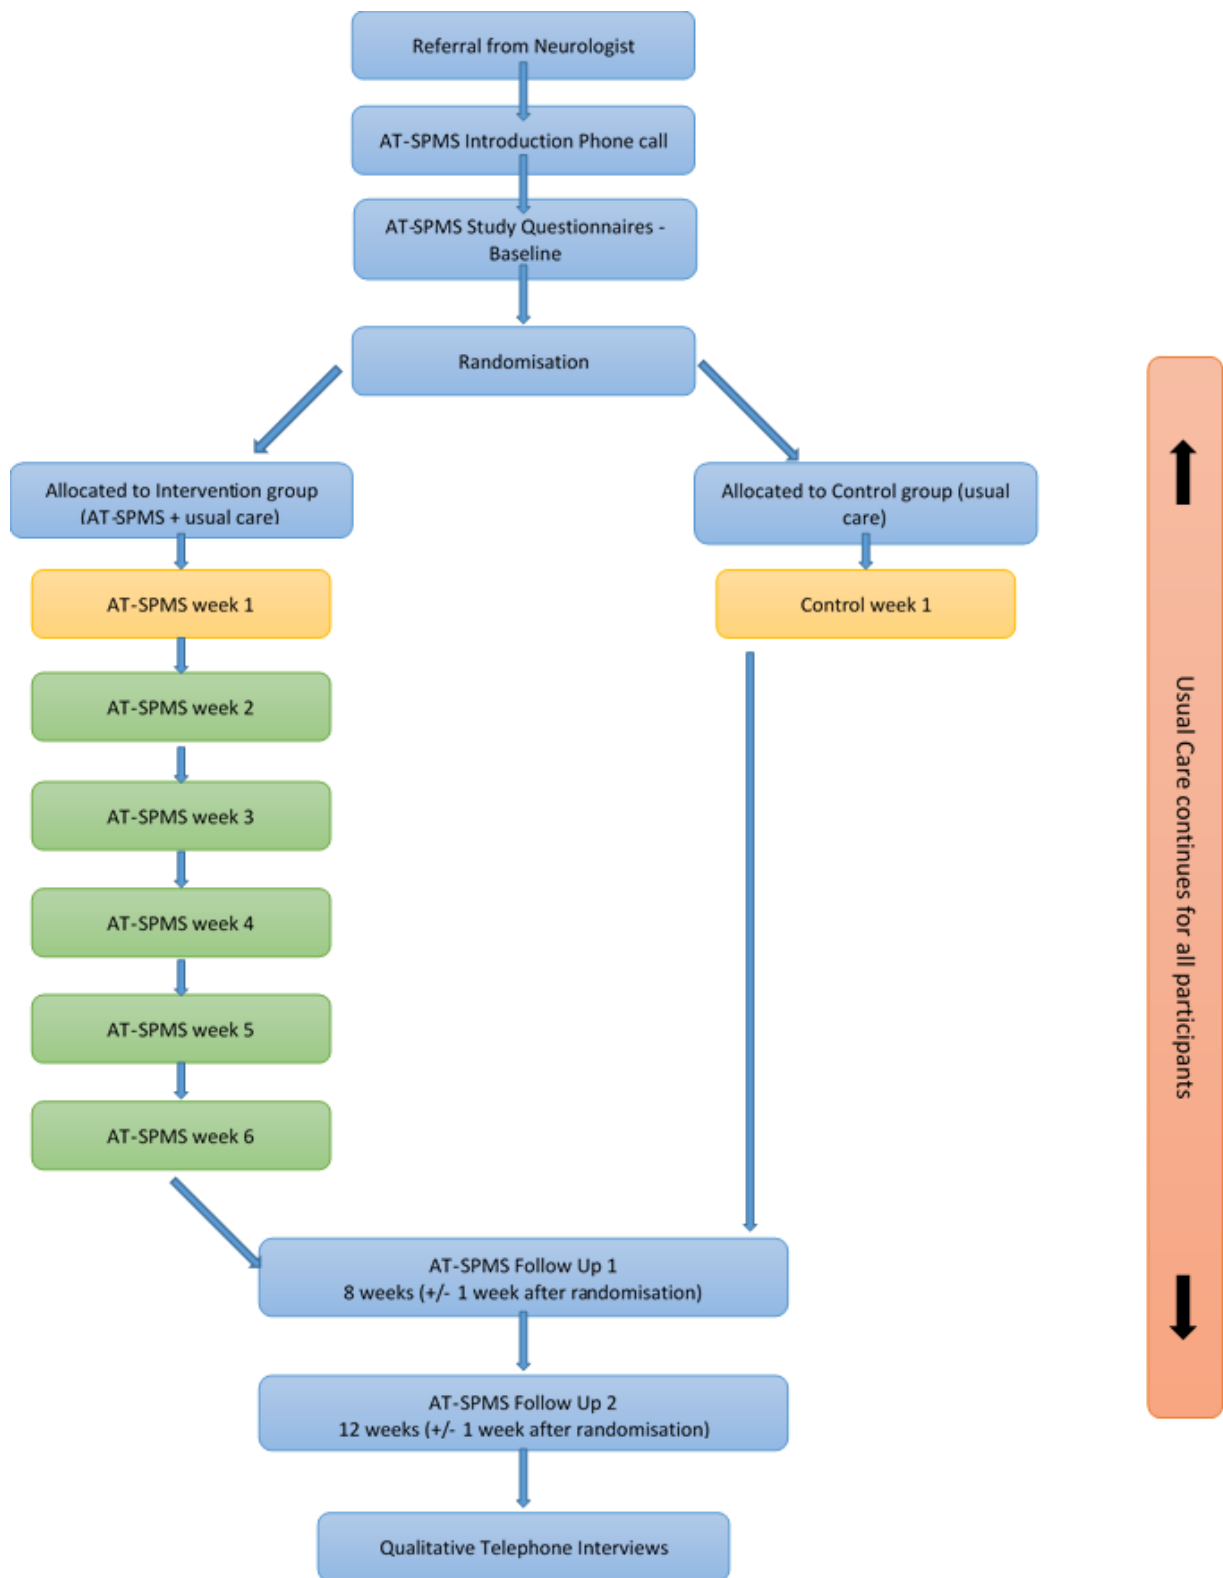 Referral from Neurologist
AT-SPMS Introduction Phone call
AT-SPMS Study Questionnaires -
Baseline
Randomisation
Allocated to Intervention group
(AT-SPMS + usual care)
Allocated to Control group (usual
care)
AT-SPMS week 1
Control week 1
AT-SPMS week 2
AT-SPMS week 3
AT-SPMS week 4
AT-SPMS week 5
AT-SPMS week 6
AT-SPMS Follow Up 1
8 weeks (+/- 1 week after randomisation)
AT-SPMS Follow Up 2
12 weeks (+/- 1 week after randomisation)
Qualitative Telephone Interviews
Usual Care continues for all participants